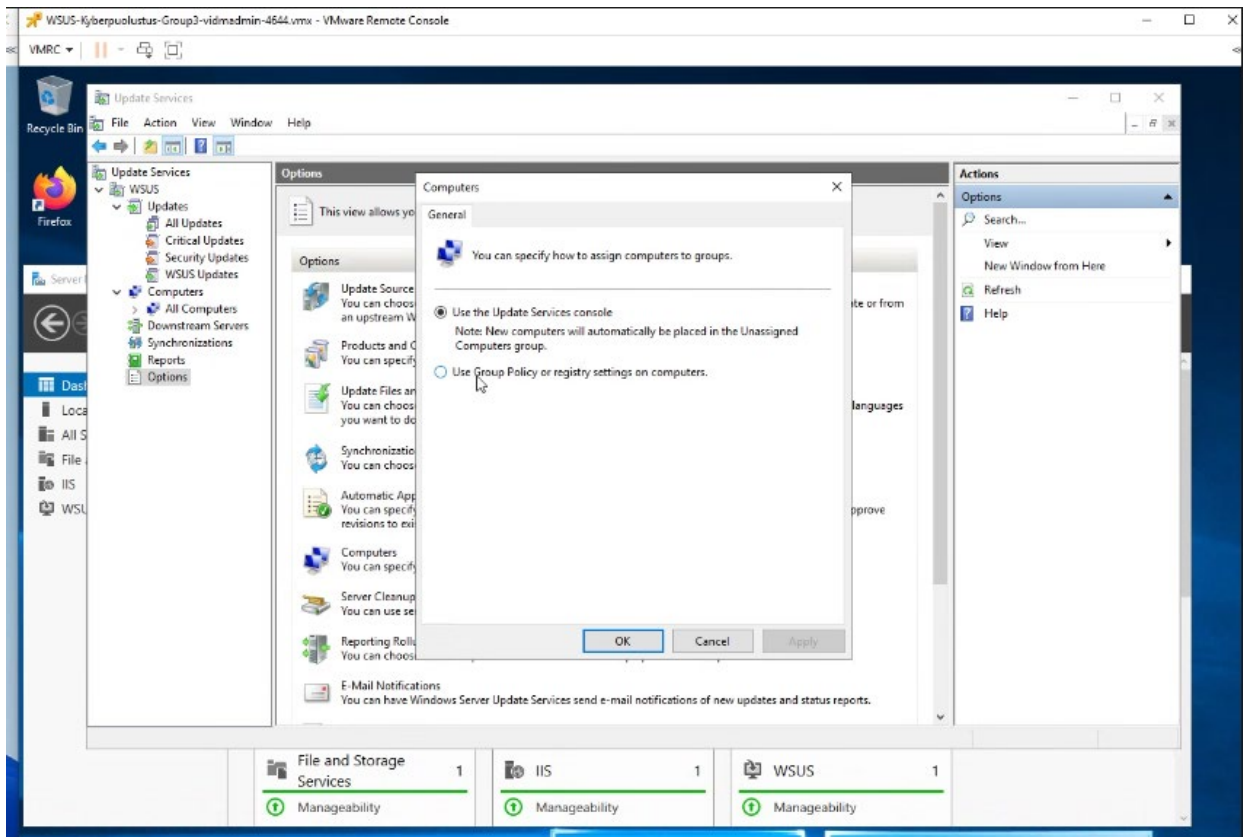 WSUS-Kyberpuolustus-Group3-vidmadmin-4644.vmx - VMware Remote Console
VMRC
Recycle Bin
Firefox
Update Services
File Action View Window Help
Update Services
WSUS
Updates
All Updates
Critical Updates
Security Updates
WSUS Updates
Computers
All Computers
Downstream Servers
Synchronizations
Reports
Options
Server
Dash
Loca
All S
File
IIS
WSU
Options
This view allows yo
Options
Update Source
You can choos
an upstream W
te or from
Products and C
You can specify
Update Files an
You can choos
languages
you want to do
Synchronizatio
You can choos
Automatic App
You can specify
pprove
revisions to exi
Computers
You can specify
Server Cleanup
You can use se
Reporting Rollu
You can choos
E-Mail Notifications
You can have Windows Server Update Services send e-mail notifications of new updates and status reports.
Computers
General
You can specify how to assign computers to groups.
Use the Update Services console
Note: New computers will automatically be placed in the Unassigned
Computers group.
Use Group Policy or registry settings on computers.
OK Cancel Apply
Actions
Options
Search...
View
New Window from Here
Refresh
Help
File and Storage
Services
1
Manageability
IIS 1
Manageability
WSUS 1
Manageability